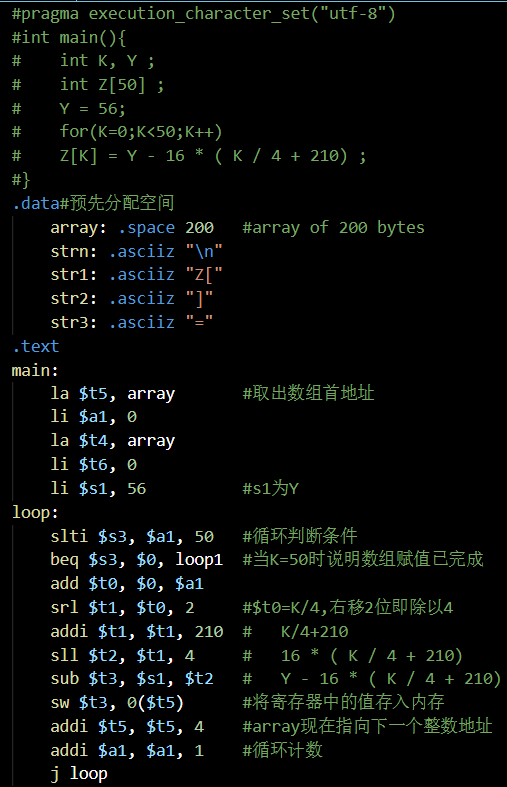 #pragma execution_character_set("utf-8")
#int main(){
#    int K, Y ;
#    int Z[50] ;
#    Y = 56;
#    for(K=0;K<50;K++)
#    Z[K] = Y - 16 * ( K / 4 + 210) ;
#}
.data#预先分配空间
    array: .space 200   #array of 200 bytes
    strn: .asciiz "\n"
    str1: .asciiz "Z["
    str2: .asciiz "]"
    str3: .asciiz "="
.text
main:
    la $t5, array       #取出数组首地址
    li $a1, 0
    la $t4, array
    li $t6, 0
    li $s1, 56          #s1为Y
loop:
    slti $s3, $a1, 50   #循环判断条件
    beq $s3, $0, loop1  #当K=50时说明数组赋值已完成
    add $t0, $0, $a1
    srl $t1, $t0, 2     #$t0=K/4,右移2位即除以4
    addi $t1, $t1, 210  #   K/4+210
    sll $t2, $t1, 4     #   16 * ( K / 4 + 210)
    sub $t3, $s1, $t2   #   Y - 16 * ( K / 4 + 210)
    sw $t3, 0($t5)      #将寄存器中的值存入内存
    addi $t5, $t5, 4    #array现在指向下一个整数地址
    addi $a1, $a1, 1    #循环计数
    j loop